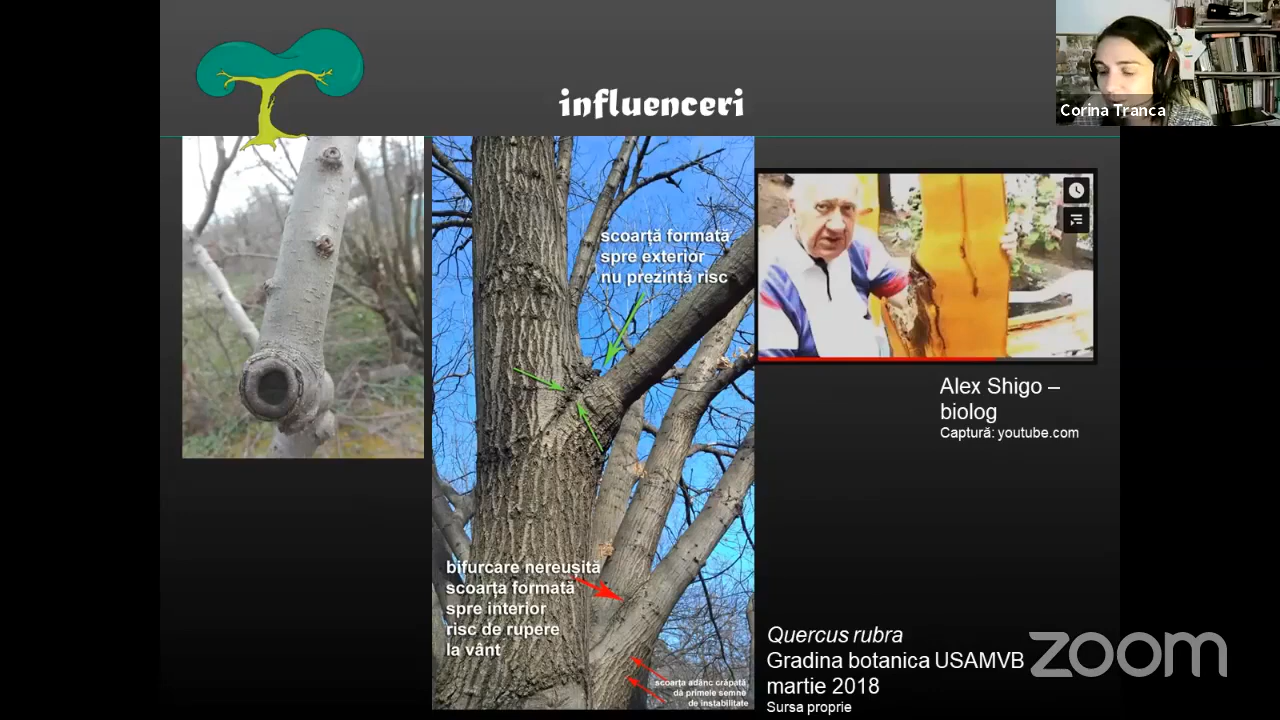 influenceri
Corina Tranca
scoarță formată
spre exterior
nu prezintă risc
Alex Shigo –
biolog
Captură: youtube.com
bifurcare nereușită
scoarța formată
spre interior
risc de rupere
la vânt
scoarța adânc crăpată,
dă primele semne
de instabilitate
Quercus rubra
Gradina botanica USAMVB
martie 2018
Sursa proprie
zoom